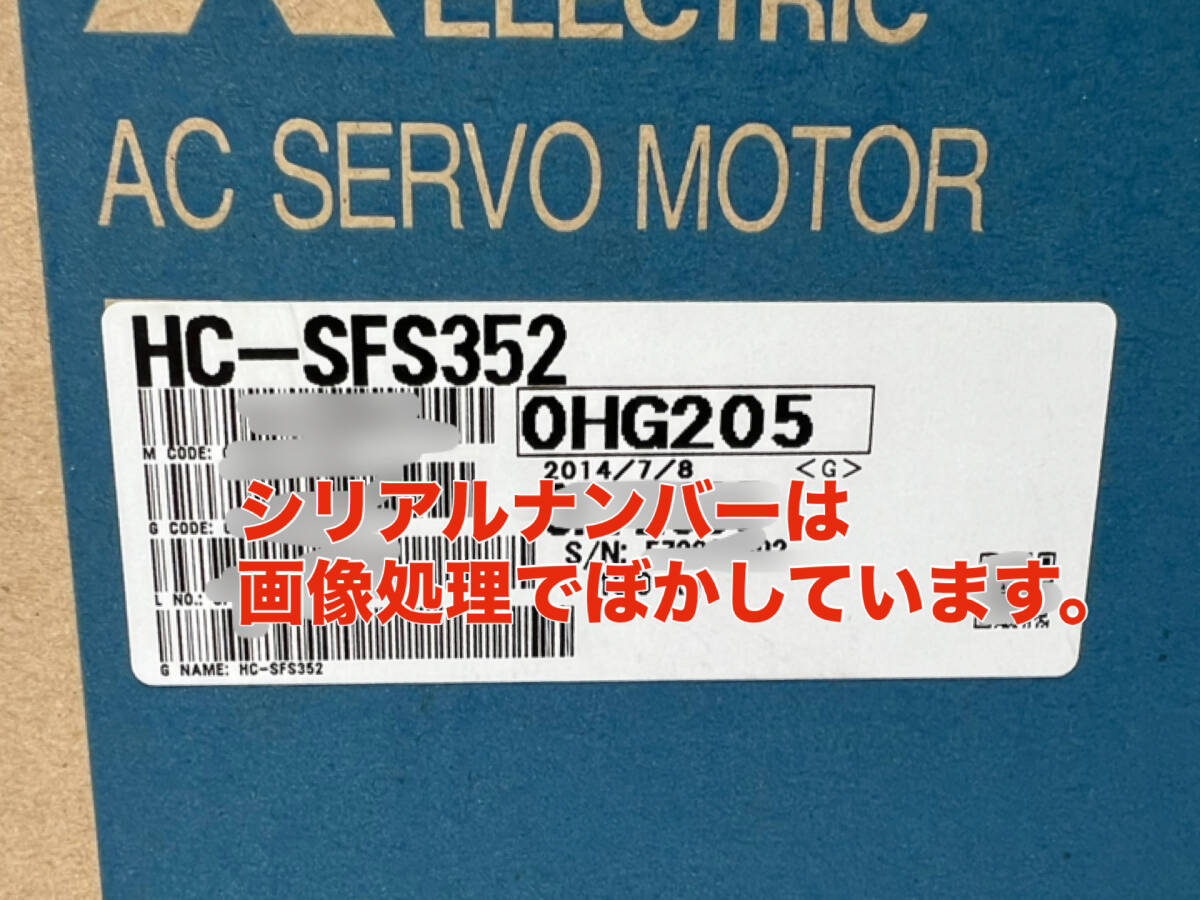 ELECTRIC
AC SERVO MOTOR
HC-SFS352
0HG205
M CODE:
2014/7/8 <G>
シリアルナンバーは
G CODE:
S/N:
画像処理でぼかしています。
L NO.:
G NAME: HC-SFS352